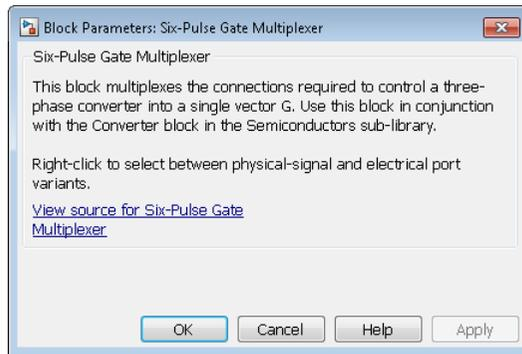 Block Parameters: Six-Pulse Gate Multiplexer
Six-Pulse Gate Multiplexer
This block multiplexes the connections required to control a three-
phase converter into a single vector G. Use this block in conjunction
with the Converter block in the Semiconductors sub-library.
Right-click to select between physical-signal and electrical port
variants.
View source for Six-Pulse Gate
Multiplexer
OK Cancel Help Apply